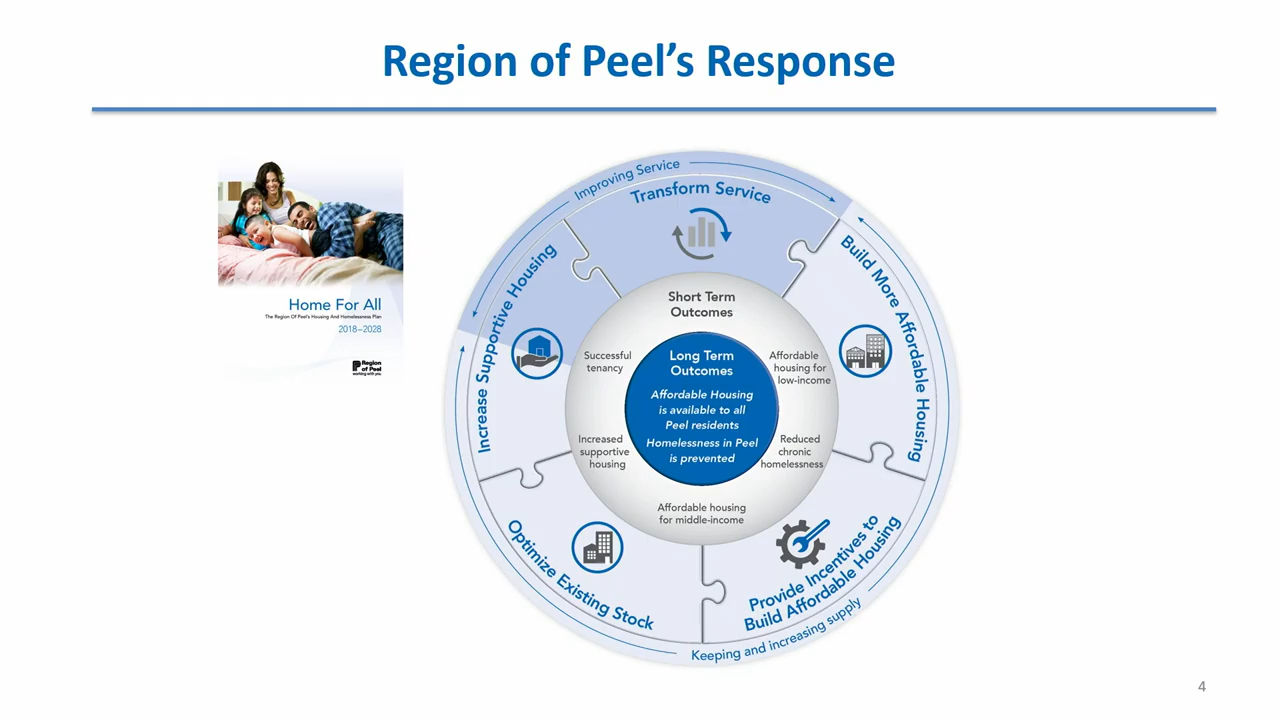 Region of Peel’s Response
Home For All
The Region Of Peel's Housing And Homelessness Plan
2018–2028
Region
of Peel
working with you
Improving Service
Transform Service
Build More Affordable Housing
Provide Incentives to
Build Affordable Housing
Keeping and increasing supply
Optimize Existing Stock
Increase Supportive Housing
Short Term
Outcomes
Successful
tenancy
Affordable
housing for
low-income
Increased
supportive
housing
Reduced
chronic
homelessness
Affordable housing
for middle-income
Long Term
Outcomes
Affordable Housing
is available to all
Peel residents
Homelessness in Peel
is prevented
4